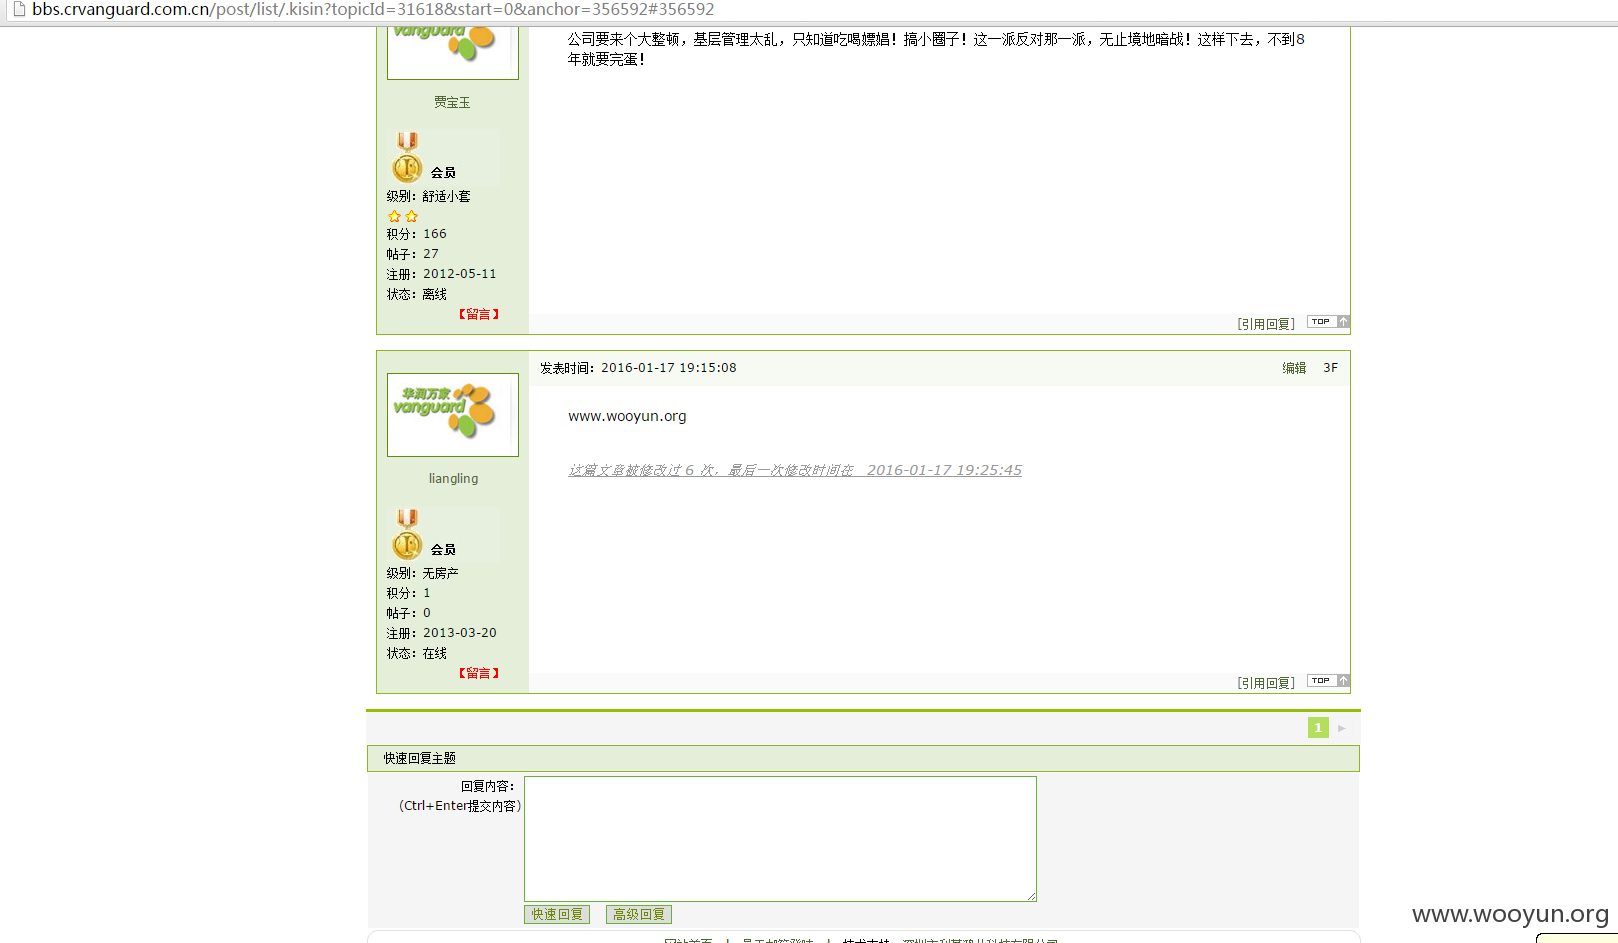 bbs.crvanguard.com.cn/post/list/.kisin?topicId=31618&start=0&anchor=356592#356592
vanguard
公司要来个大整顿，基层管理太乱，只知道吃喝嫖娼！搞小圈子！这一派反对那一派，无止境地暗战！这样下去，不到8
年就要完蛋！
贾宝玉
会员
级别：舒适小套
积分：166
帖子：27
注册：2012-05-11
状态：离线
【留言】
[引用回复] TOP
发表时间：2016-01-17 19:15:08 编辑 3F
华润万家
vanguard
www.wooyun.org
这篇文章被修改过 6 次，最后一次修改时间在 2016-01-17 19:25:45
liangling
会员
级别：无房产
积分：1
帖子：0
注册：2013-03-20
状态：在线
【留言】
[引用回复] TOP
1
快速回复主题
回复内容：
（Ctrl+Enter提交内容）
快速回复 高级回复
www.wooyun.org